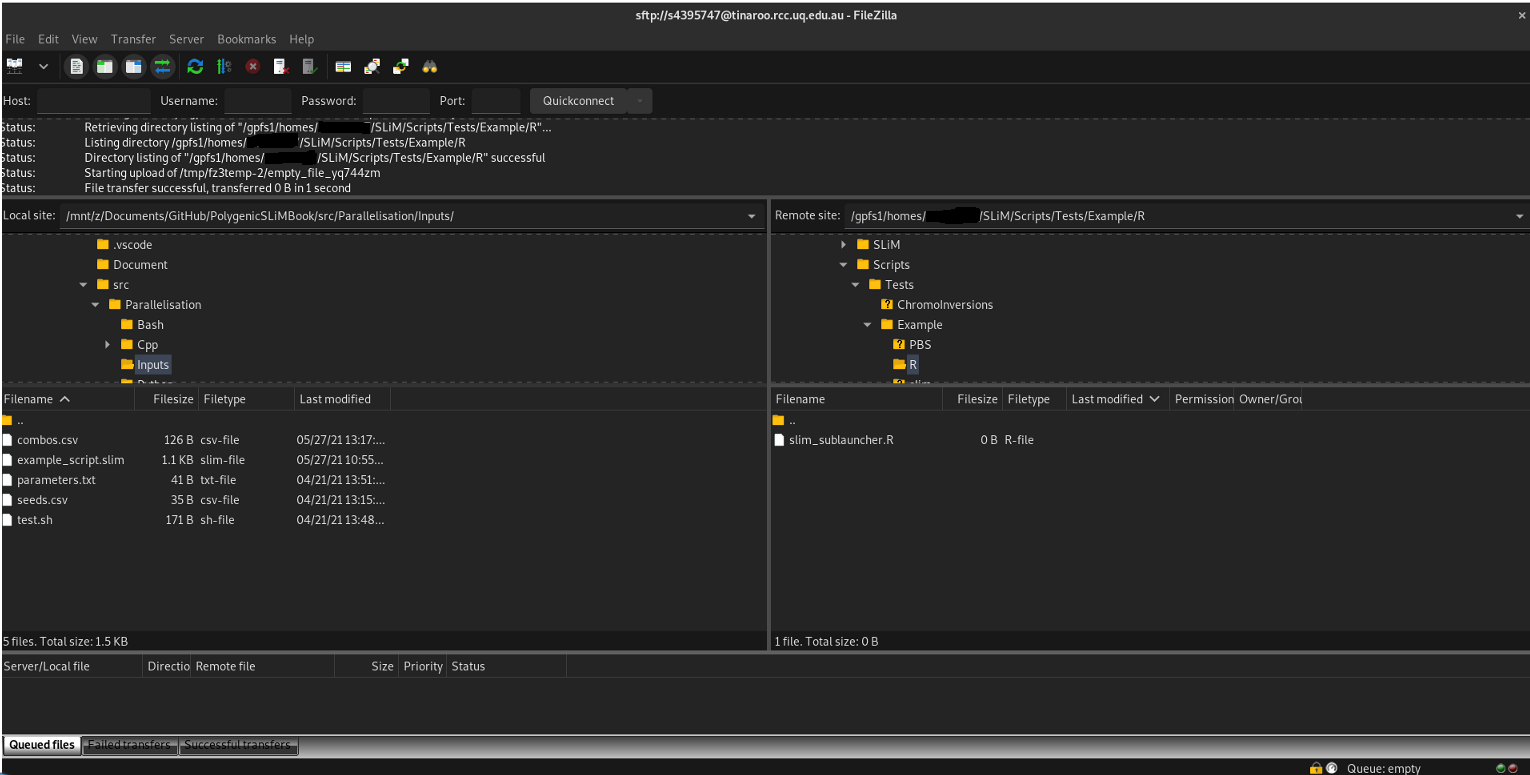 sftp://s4395747@tinaroo.rcc.uq.edu.au - FileZilla
File Edit View Transfer Server Bookmarks Help
Host: Username: Password: Port: Quickconnect
Status: Retrieving directory listing of "/gpfs1/homes/ /SLiM/Scripts/Tests/Example/R"...
Status: Listing directory /gpfs1/homes/ /SLiM/Scripts/Tests/Example/R
Status: Directory listing of "/gpfs1/homes/ /SLiM/Scripts/Tests/Example/R" successful
Status: Starting upload of /tmp/fz3temp-2/empty_file_yq744zm
Status: File transfer successful, transferred 0 B in 1 second
Local site: /mnt/z/Documents/GitHub/PolygenicSLiMBook/src/Parallelisation/Inputs/
.vscode
Document
src
Parallelisation
Bash
Cpp
Inputs
Python
Filename Filesize Filetype Last modified
..
combos.csv 126 B csv-file 05/27/21 13:17:...
example_script.slim 1.1 KB slim-file 05/27/21 10:55...
parameters.txt 41 B txt-file 04/21/21 13:51:...
seeds.csv 35 B csv-file 04/21/21 13:15:...
test.sh 171 B sh-file 04/21/21 13:48...
5 files. Total size: 1.5 KB
Remote site: /gpfs1/homes/ /SLiM/Scripts/Tests/Example/R
SLiM
Scripts
Tests
ChromoInversions
Example
PBS
R
slim
Filename Filesize Filetype Last modified Permission Owner/Grou
..
slim_sublauncher.R 0 B R-file
1 file. Total size: 0 B
Server/Local file Directio Remote file Size Priority Status
Queued files Failed transfers Successful transfers
Queue: empty